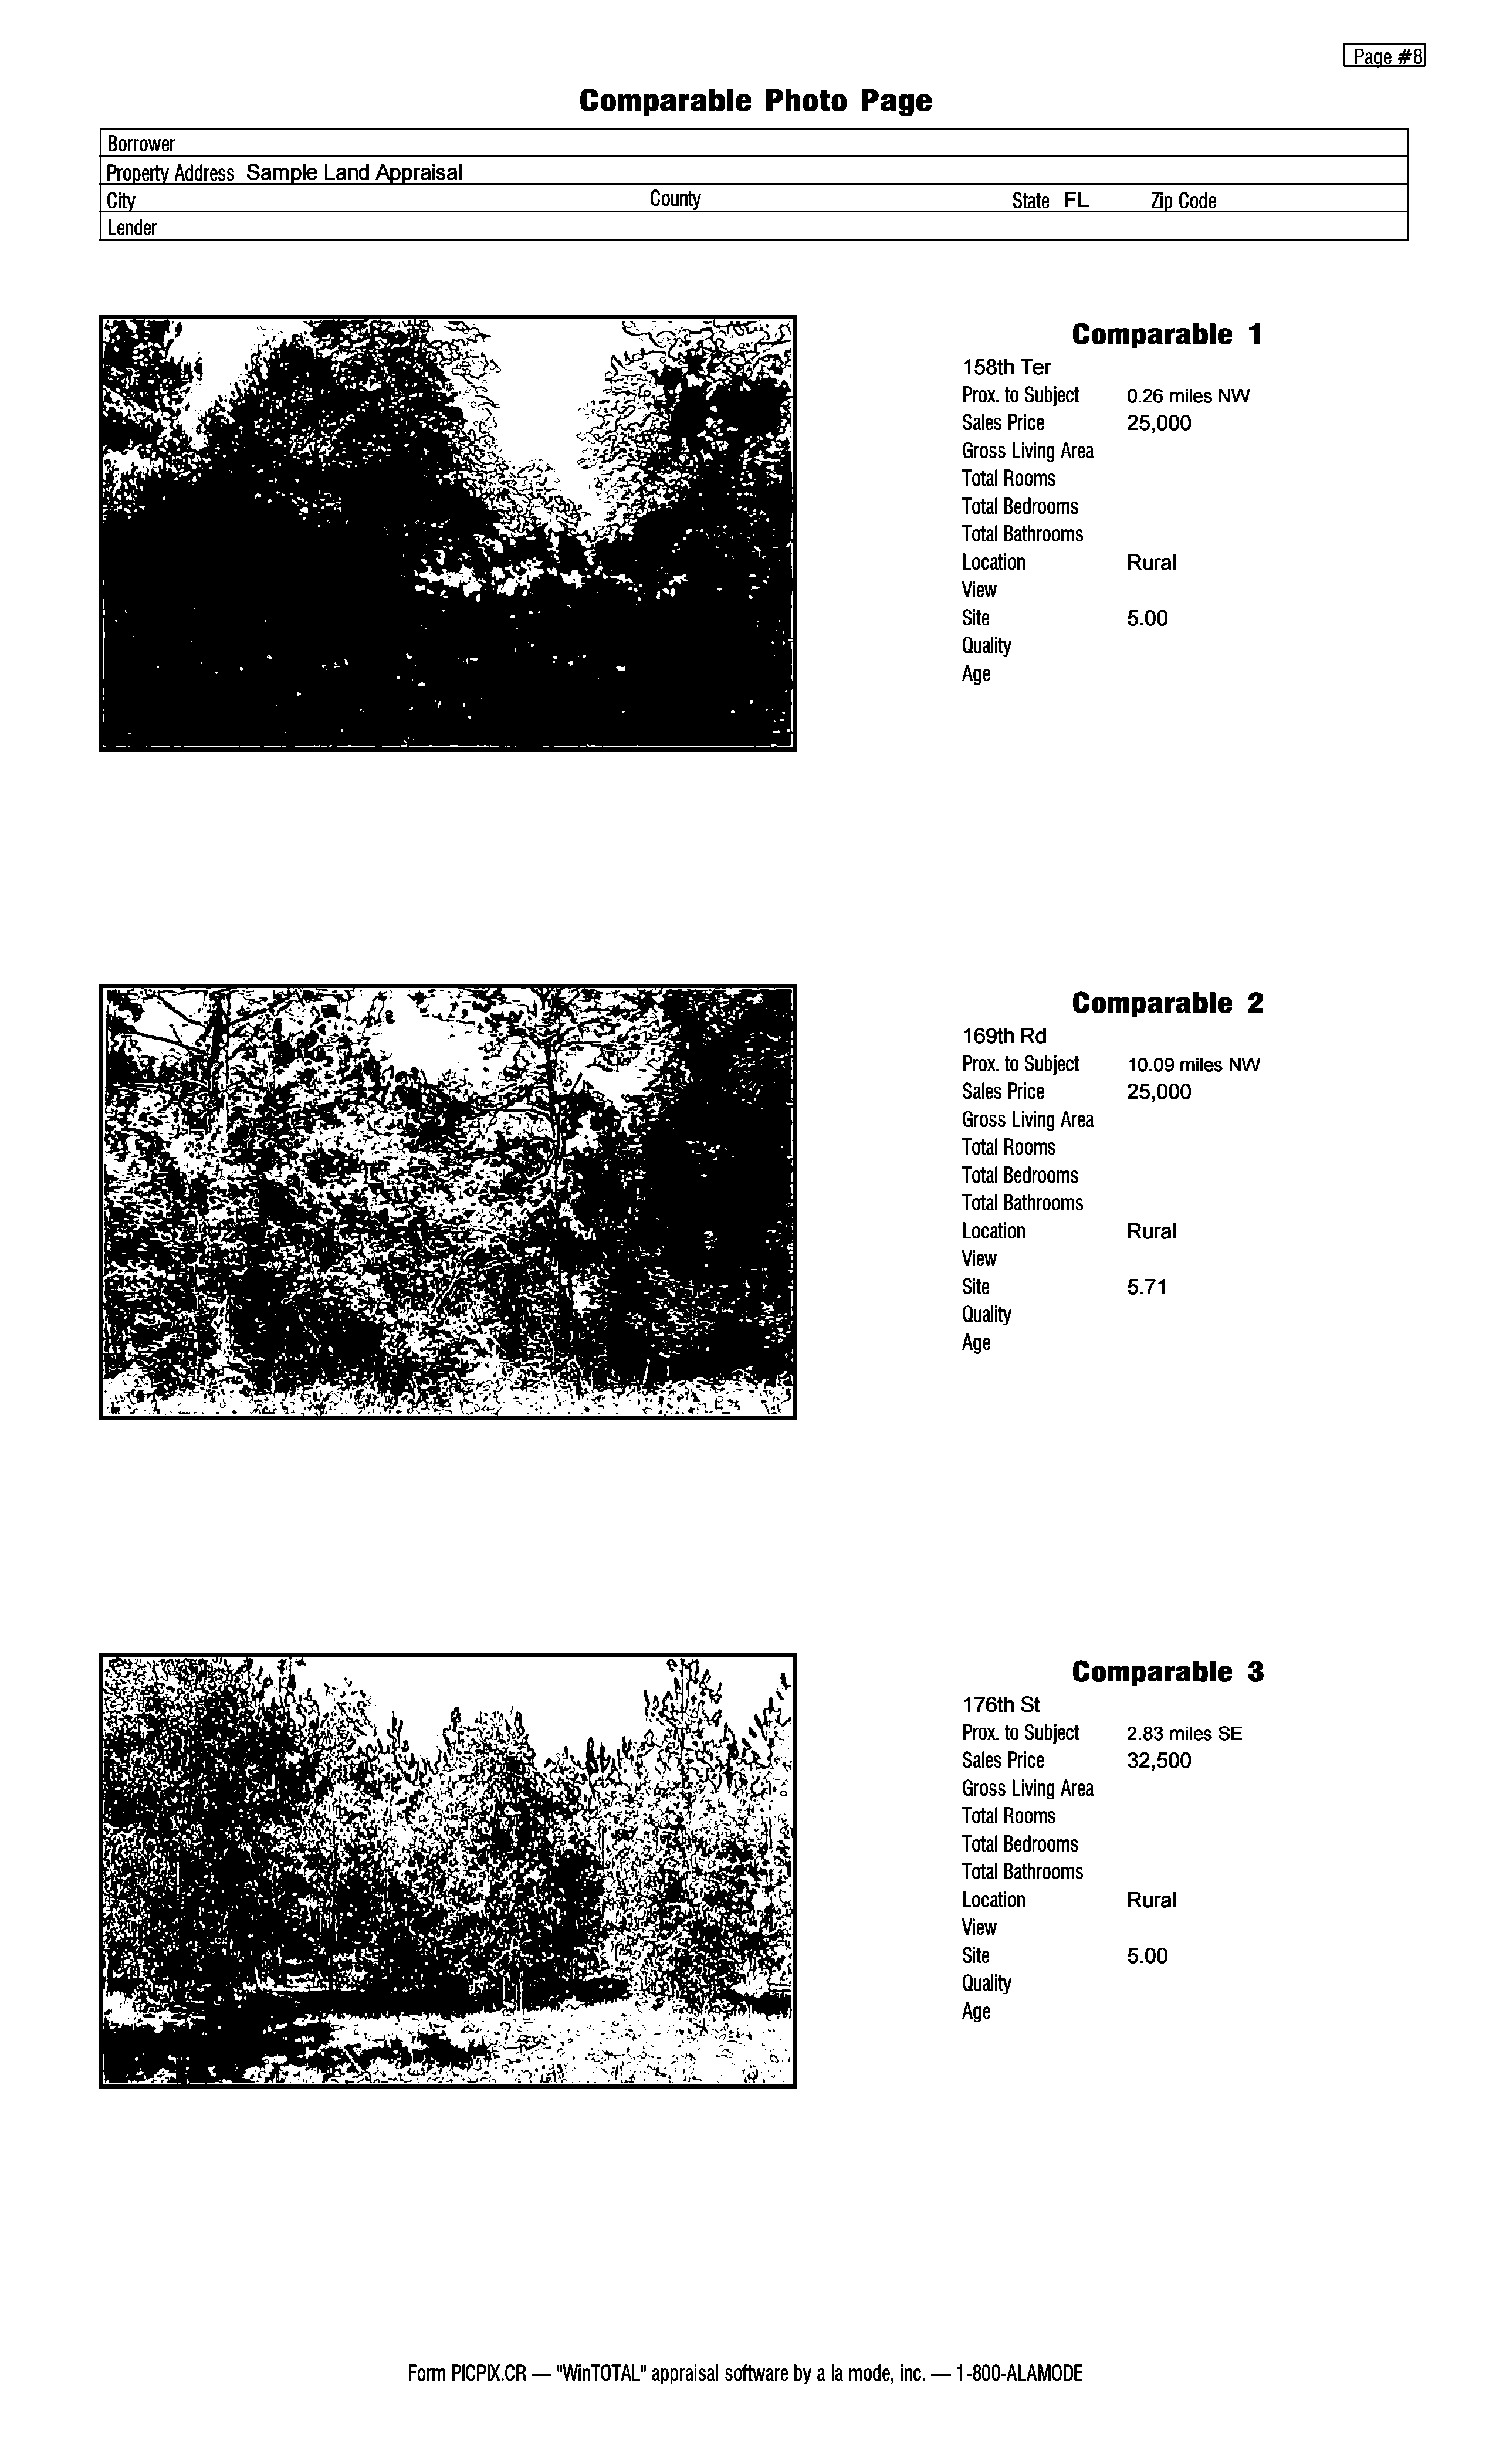 Page #8
Comparable Photo Page
Borrower
Property Address Sample Land Appraisal
City County State FL Zip Code
Lender
Comparable 1
158th Ter
Prox. to Subject 0.26 miles NW
Sales Price 25,000
Gross Living Area
Total Rooms
Total Bedrooms
Total Bathrooms
Location Rural
View
Site 5.00
Quality
Age
Comparable 2
169th Rd
Prox. to Subject 10.09 miles NW
Sales Price 25,000
Gross Living Area
Total Rooms
Total Bedrooms
Total Bathrooms
Location Rural
View
Site 5.71
Quality
Age
Comparable 3
176th St
Prox. to Subject 2.83 miles SE
Sales Price 32,500
Gross Living Area
Total Rooms
Total Bedrooms
Total Bathrooms
Location Rural
View
Site 5.00
Quality
Age
Form PICPIX.CR — "WinTOTAL" appraisal software by a la mode, inc. — 1-800-ALAMODE